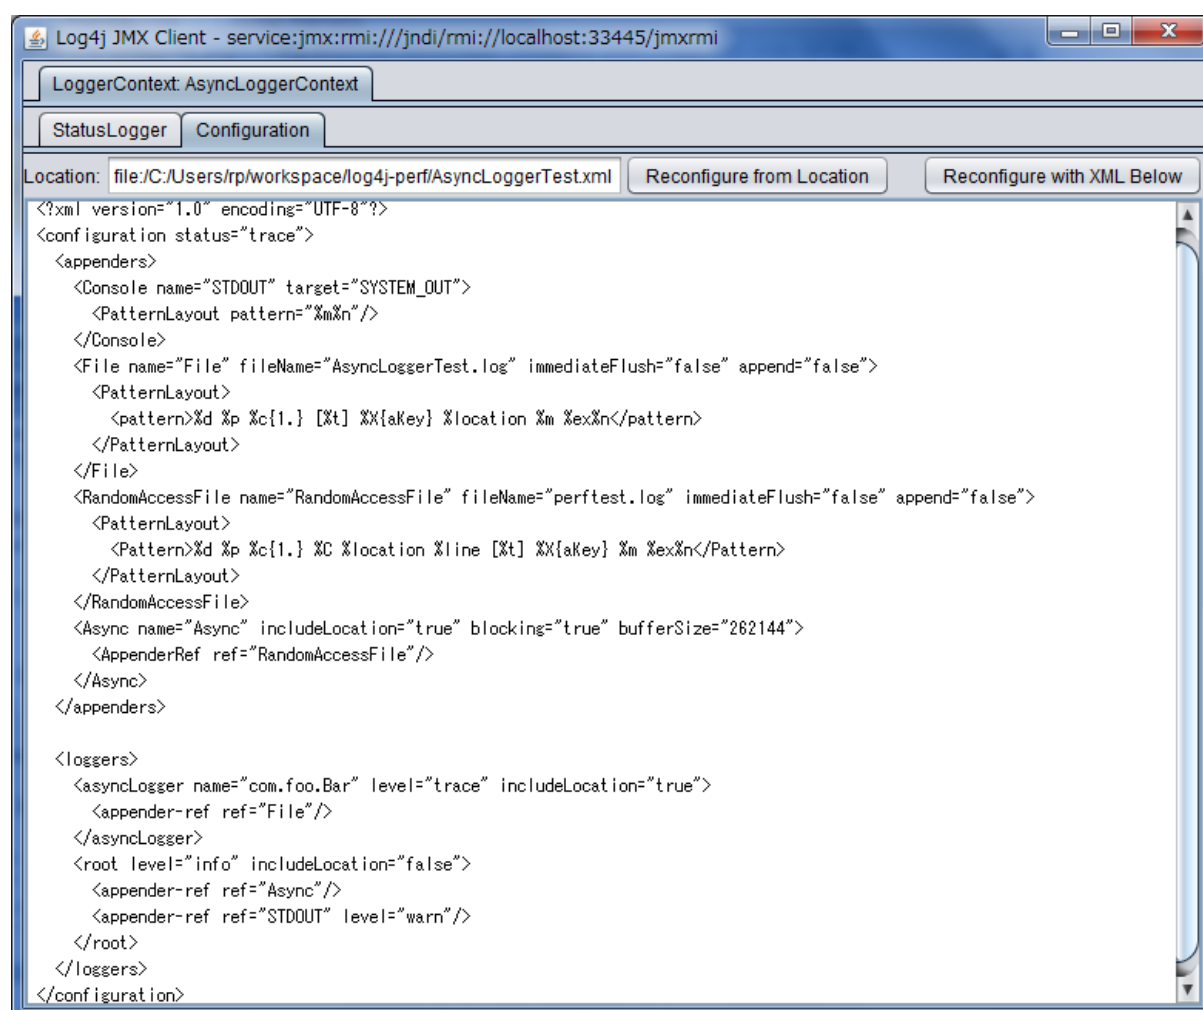 Log4j JMX Client - service:jmx:rmi:///jndi/rmi://localhost:33445/jmxrmi
LoggerContext: AsyncLoggerContext
StatusLogger Configuration
Location: file:/C:/Users/rp/workspace/log4j-perf/AsyncLoggerTest.xml Reconfigure from Location Reconfigure with XML Below
<?xml version="1.0" encoding="UTF-8"?>
<configuration status="trace">
  <appenders>
    <Console name="STDOUT" target="SYSTEM_OUT">
      <PatternLayout pattern="%m%n"/>
    </Console>
    <File name="File" fileName="AsyncLoggerTest.log" immediateFlush="false" append="false">
      <PatternLayout>
        <pattern>%d %p %c{1.} [%t] %X{aKey} %location %m %ex%n</pattern>
      </PatternLayout>
    </File>
    <RandomAccessFile name="RandomAccessFile" fileName="perftest.log" immediateFlush="false" append="false">
      <PatternLayout>
        <Pattern>%d %p %c{1.} %C %location %line [%t] %X{aKey} %m %ex%n</Pattern>
      </PatternLayout>
    </RandomAccessFile>
    <Async name="Async" includeLocation="true" blocking="true" bufferSize="262144">
      <AppenderRef ref="RandomAccessFile"/>
    </Async>
  </appenders>

  <loggers>
    <asyncLogger name="com.foo.Bar" level="trace" includeLocation="true">
      <appender-ref ref="File"/>
    </asyncLogger>
    <root level="info" includeLocation="false">
      <appender-ref ref="Async"/>
      <appender-ref ref="STDOUT" level="warn"/>
    </root>
  </loggers>
</configuration>